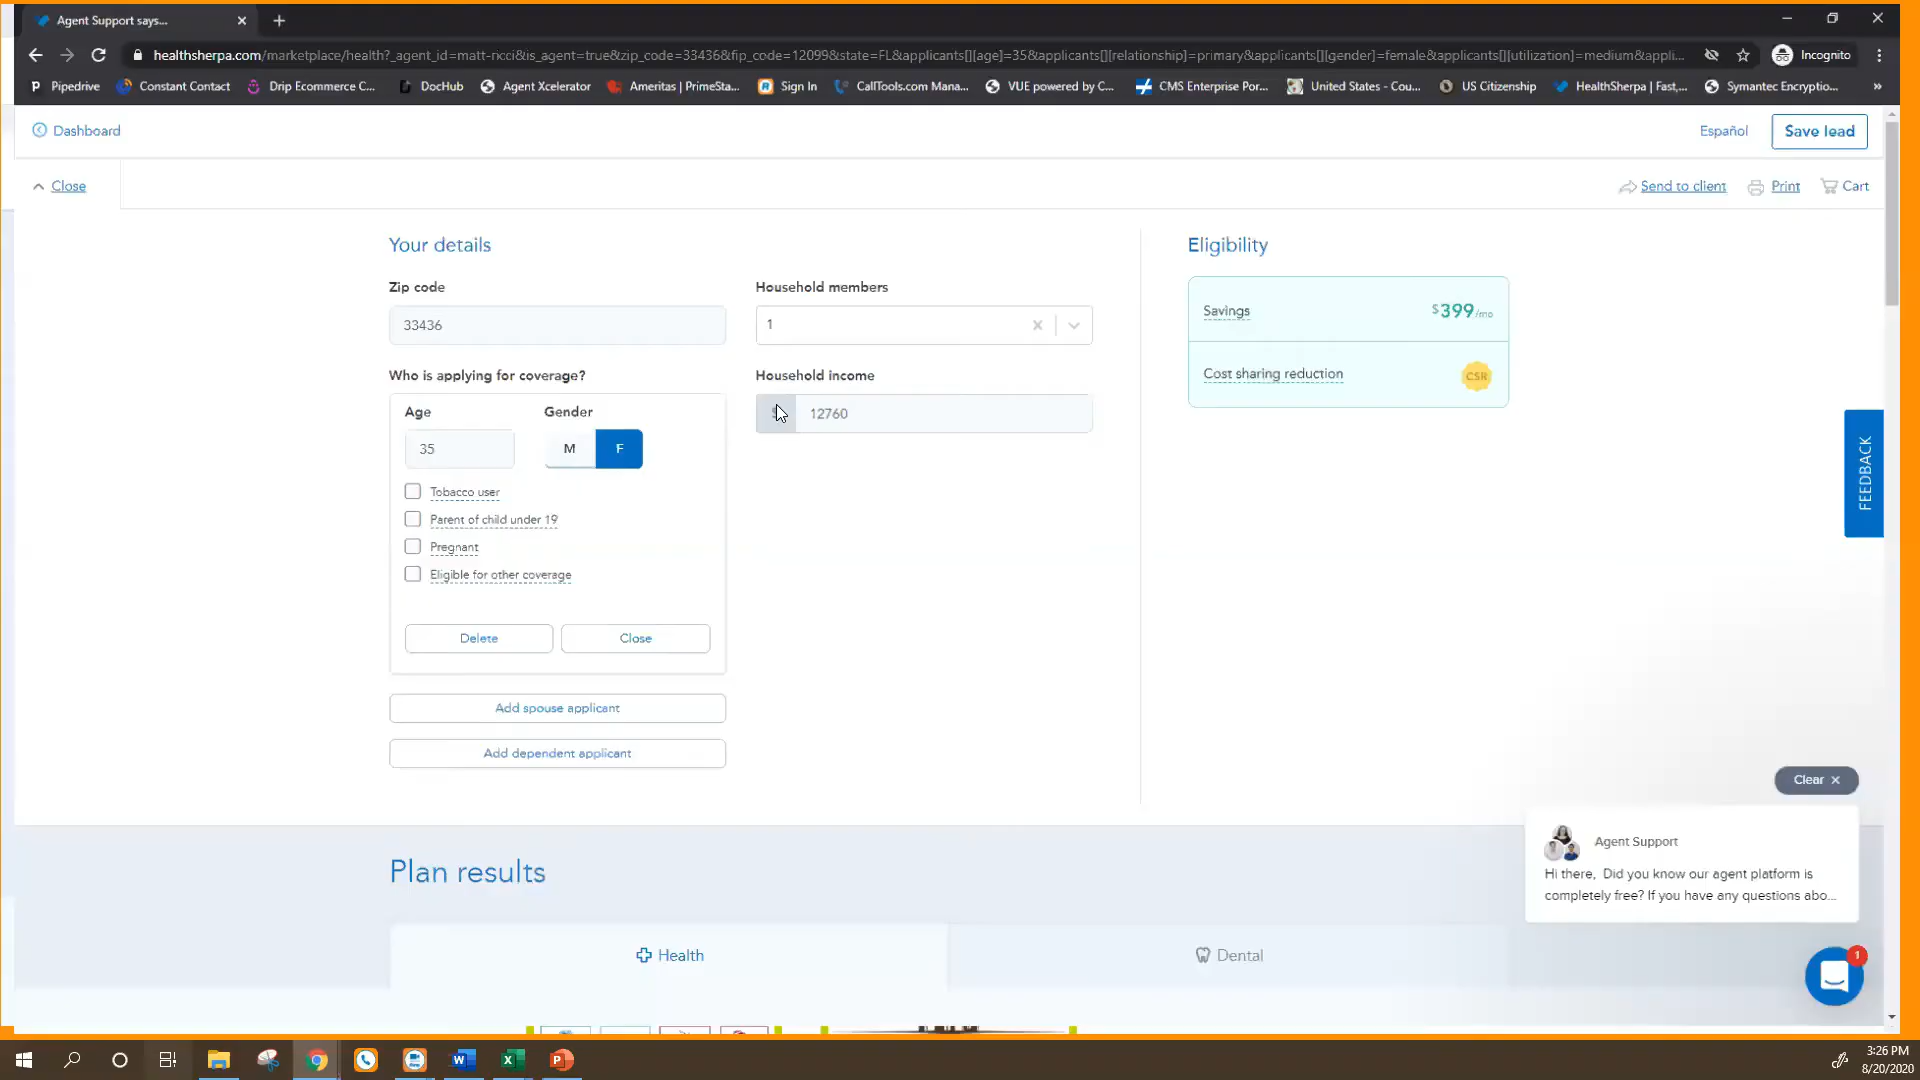 Agent Support says...
healthsherpa.com/marketplace/health?_agent_id=matt-ricci&is_agent=true&zip_code=33436&fip_code=12099&state=FL&applicants[][age]=35&applicants[][relationship]=primary&applicants[][gender]=female&applicants[][utilization]=medium&appli...
Incognito
Pipedrive
Constant Contact
Drip Ecommerce C...
DocHub
Agent Xcelerator
Ameritas | PrimeSta...
Sign In
CallTools.com Mana...
VUE powered by C...
CMS Enterprise Por...
United States - Cou...
US Citizenship
HealthSherpa | Fast,...
Symantec Encryptio...
»
Dashboard
Español
Save lead
Close
Send to client
Print
Cart
Your details
Eligibility
Zip code
Household members
33436
1
Savings
$399/mo
Who is applying for coverage?
Household income
Cost sharing reduction
CSR
Age
Gender
12760
35
M
F
Tobacco user
Parent of child under 19
Pregnant
Eligible for other coverage
Delete
Close
Add spouse applicant
Add dependent applicant
FEEDBACK
Clear ×
Agent Support
Hi there, Did you know our agent platform is
completely free? If you have any questions abo...
Plan results
Health
Dental
1
3:26 PM
8/20/2020